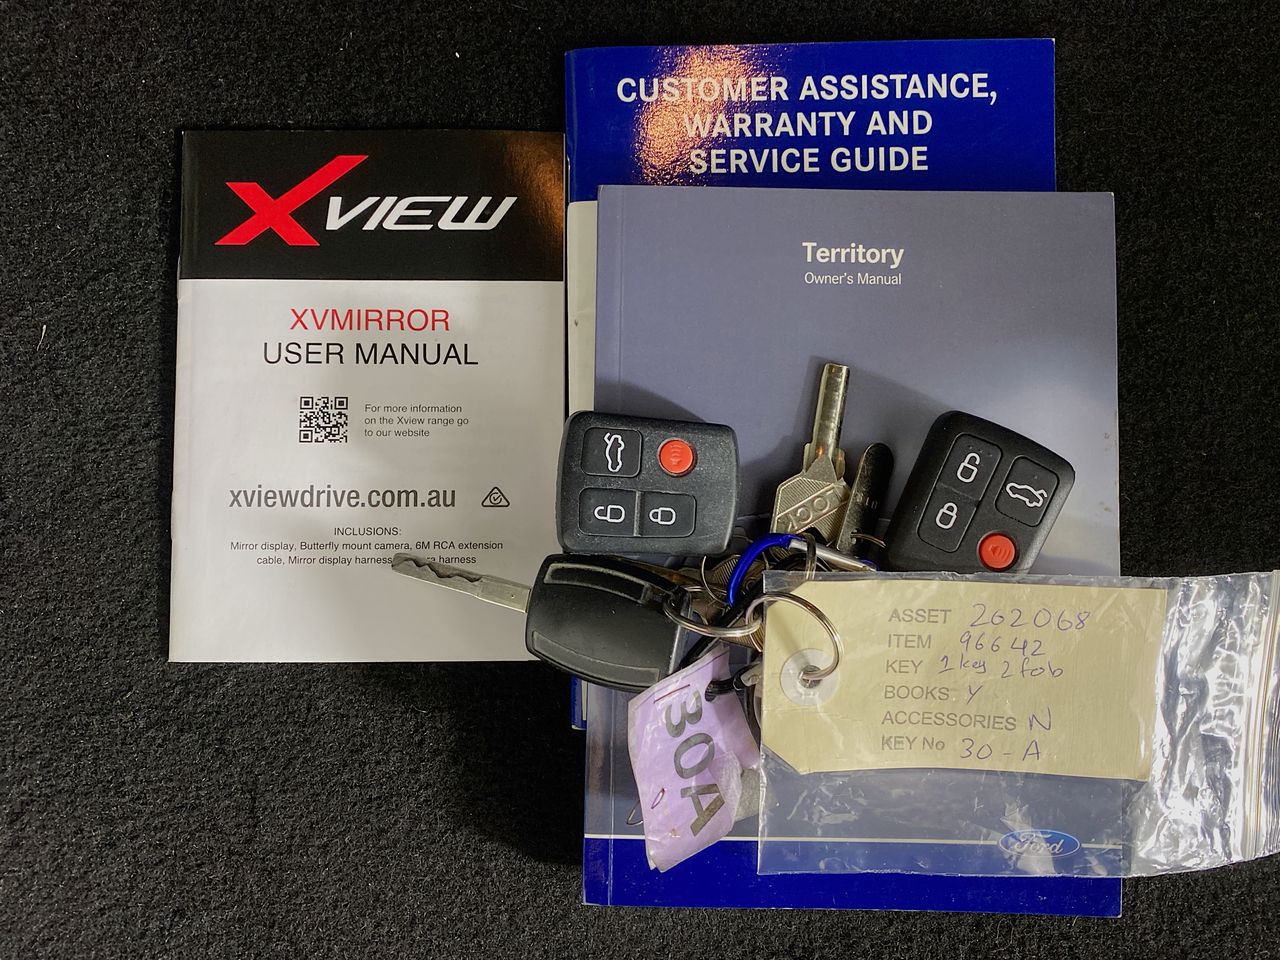 CUSTOMER ASSISTANCE,
WARRANTY AND
SERVICE GUIDE
XVIEW
XVMIRROR
USER MANUAL
For more information
on the Xview range go
to our website
xviewdrive.com.au
INCLUSIONS:
Mirror display, Butterfly mount camera, 6M RCA extension
cable, Mirror display harness harness
Territory
Owner's Manual
ASSET 262068
ITEM 96642
KEY 1 key 2 fob
BOOKS Y
ACCESSORIES N
KEY No 30-A
30A
Ford